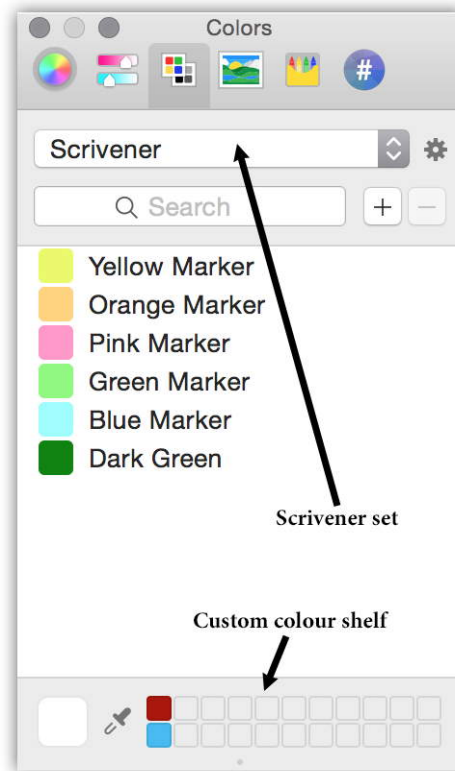 Colors
#
Scrivener
Search
Yellow Marker
Orange Marker
Pink Marker
Green Marker
Blue Marker
Dark Green
Scrivener set
Custom colour shelf